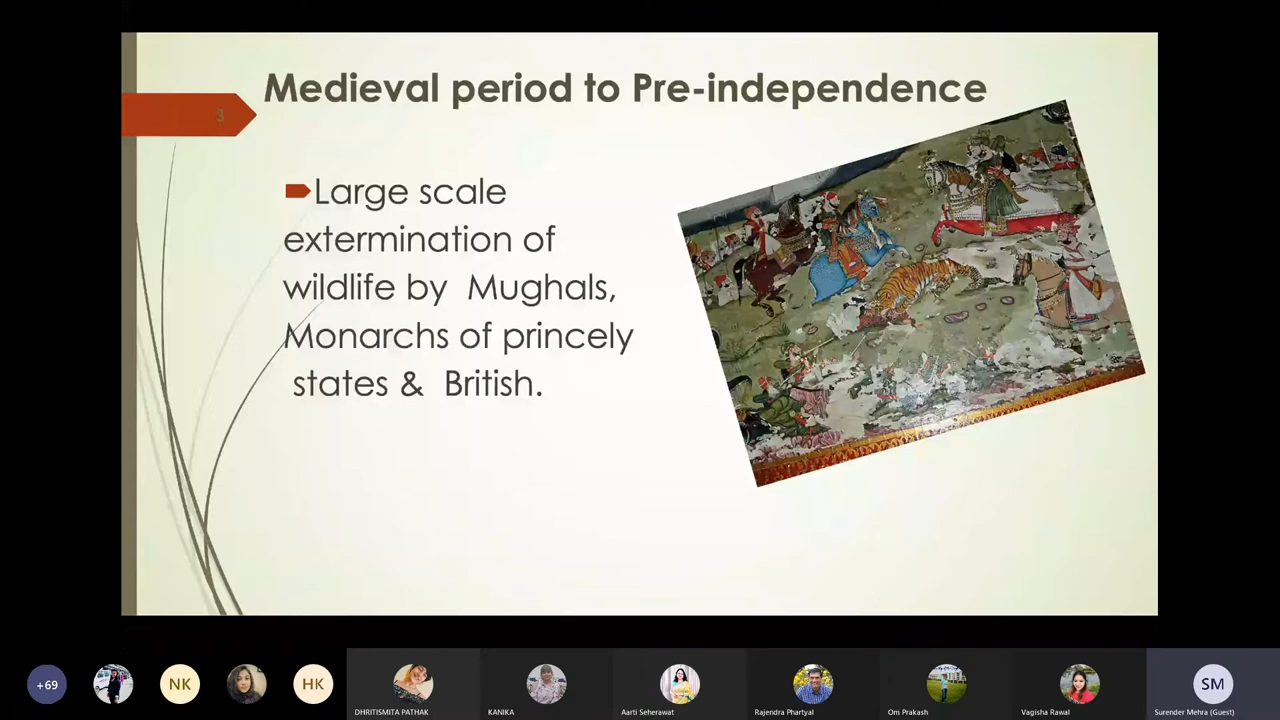 Medieval period to Pre-independence
3
Large scale
extermination of
wildlife by Mughals,
Monarchs of princely
states & British.
+69
NK
HK
DHRITISMITA PATHAK
KANIKA
Aarti Seherawat
Rajendra Phartyal
Om Prakash
Vagisha Rawal
SM
Surender Mehra (Guest)